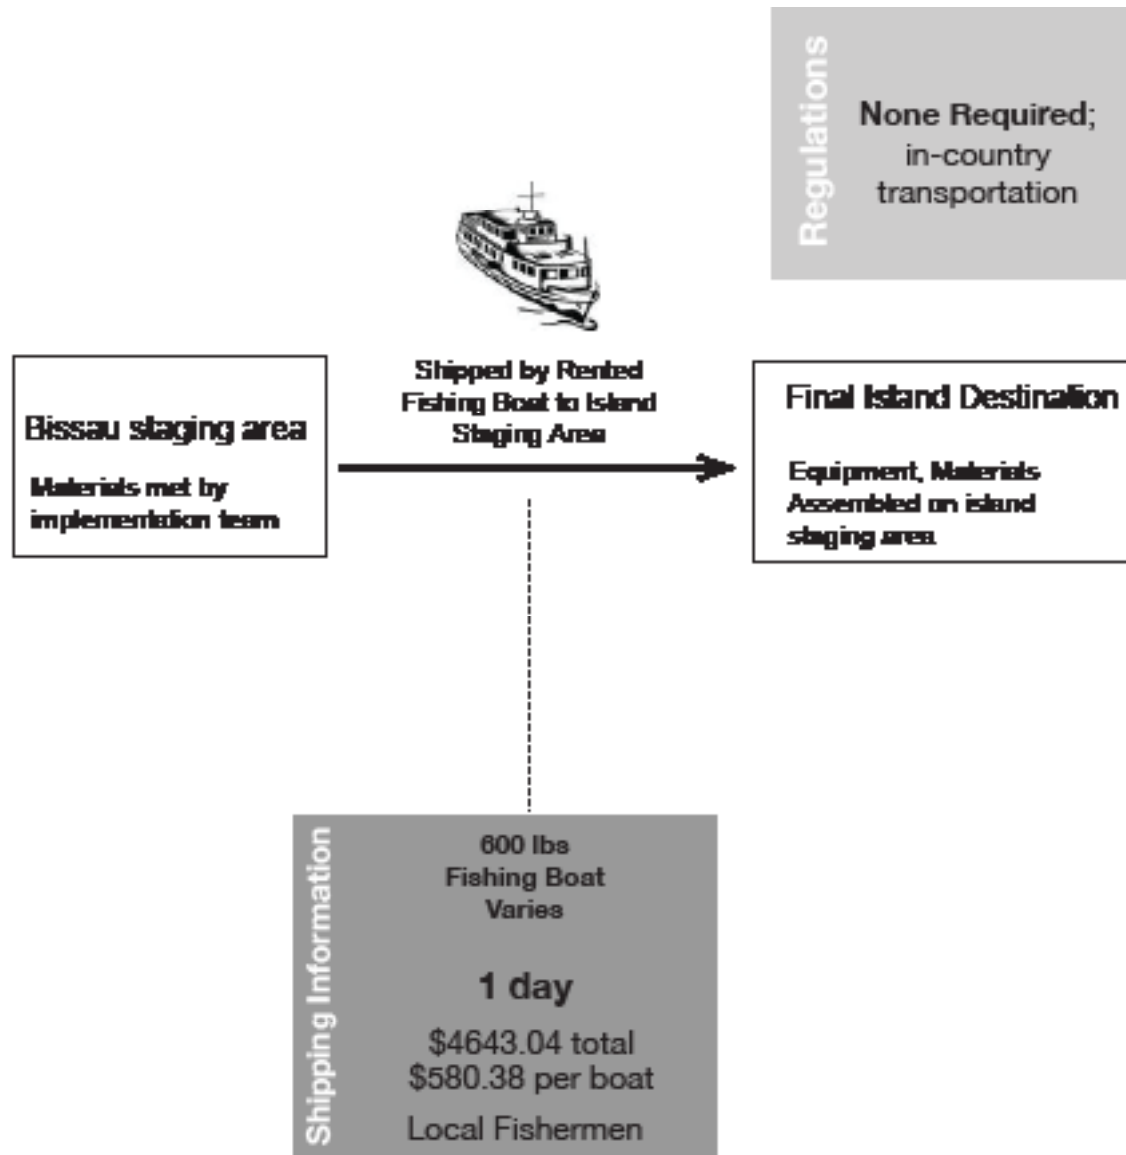 Regulations
None Required;
in-country
transportation
Shipped by Rented
Fishing Boat to Island
Staging Area
Bissau staging area
Materials met by
implementation team
Final Island Destination
Equipment, Materials
Assembled on island
staging area
Shipping Information
600 lbs
Fishing Boat
Varies
1 day
$4643.04 total
$580.38 per boat
Local Fishermen